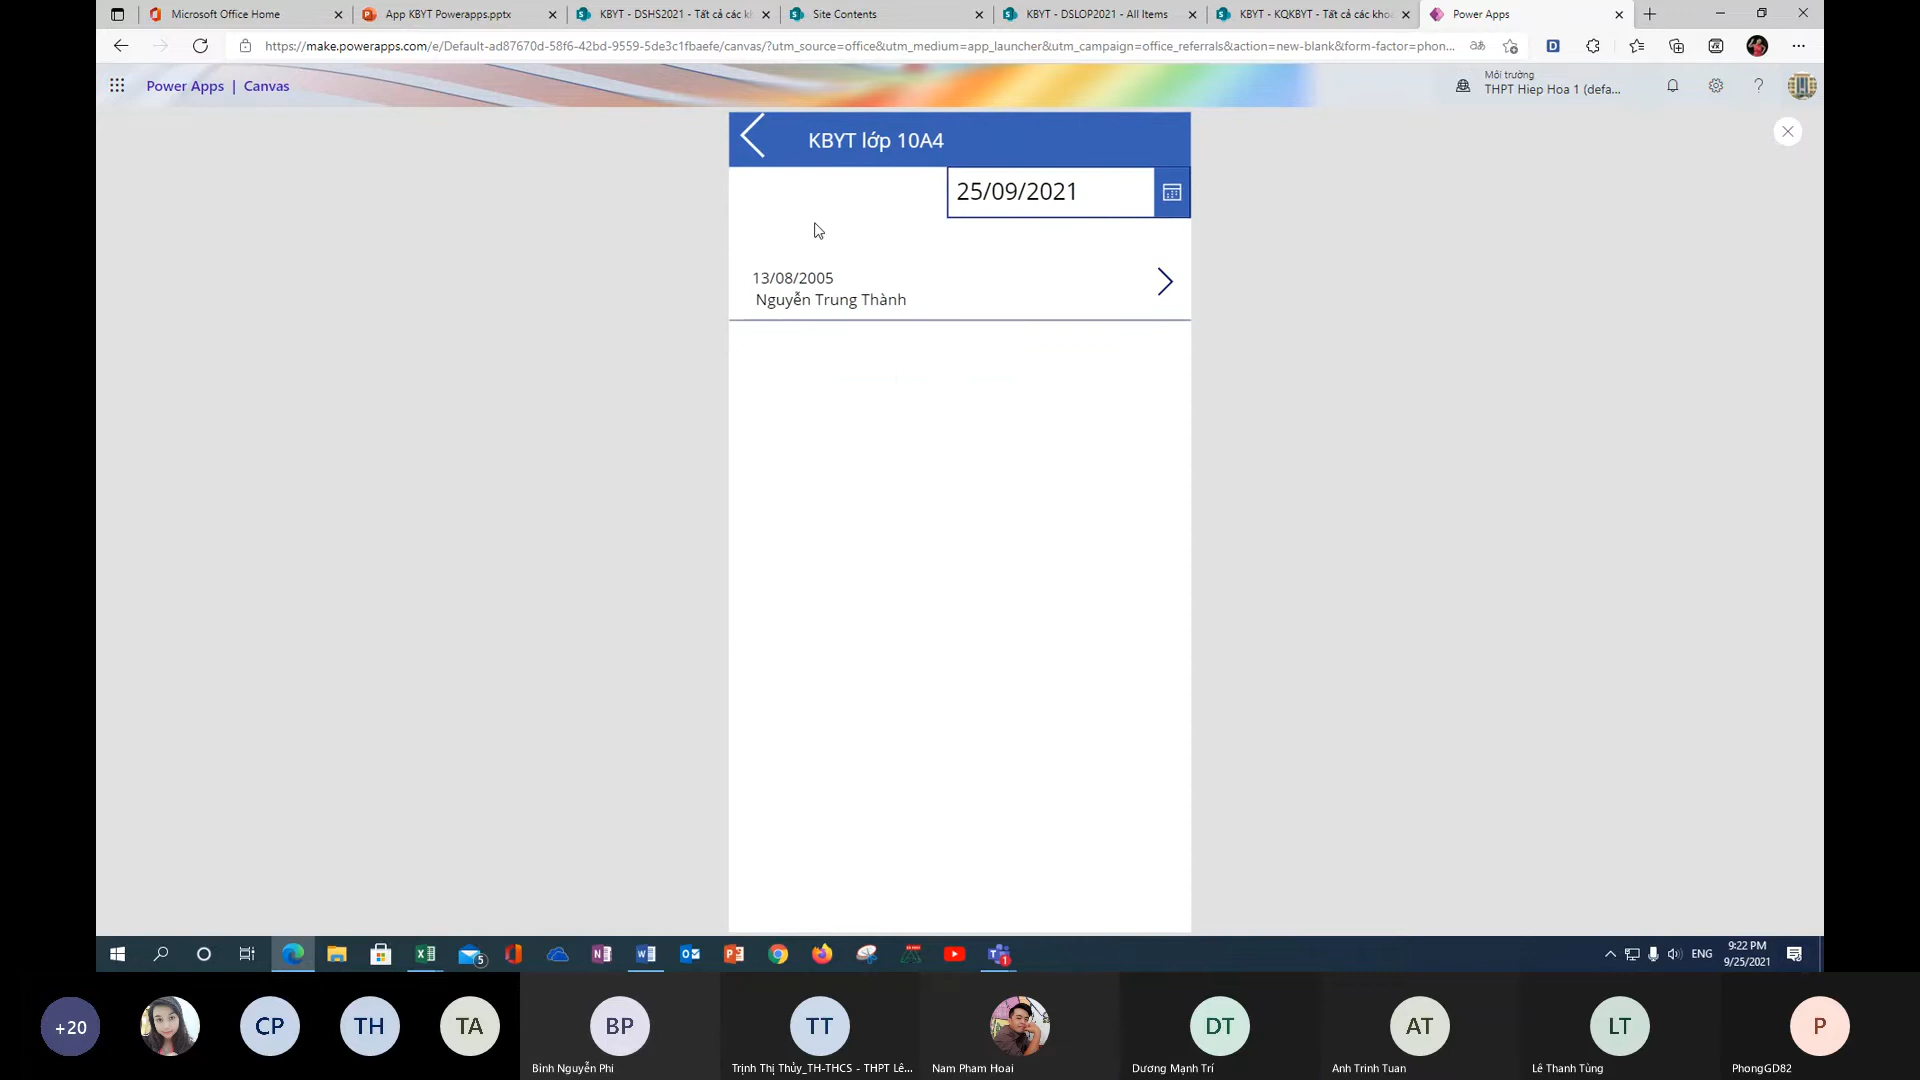 Microsoft Office Home
App KBYT Powerapps.pptx
KBYT - DSHS2021 - Tất cả các kh
Site Contents
KBYT - DSLOP2021 - All Items
KBYT - KQKBYT - Tất cả các khoả
Power Apps
https://make.powerapps.com/e/Default-ad87670d-58f6-42bd-9559-5de3c1fbaefe/canvas/?utm_source=office&utm_medium=app_launcher&utm_campaign=office_referrals&action=new-blank&form-factor=phon...
Power Apps | Canvas
Môi trường
THPT Hiep Hoa 1 (defa...
KBYT lớp 10A4
25/09/2021
13/08/2005
Nguyễn Trung Thành
5
1
ENG
9:22 PM
9/25/2021
+20
CP
TH
TA
BP
TT
DT
AT
LT
P
Bình Nguyễn Phi
Trịnh Thị Thủy_TH-THCS - THPT Lê...
Nam Pham Hoai
Dương Mạnh Trí
Anh Trinh Tuan
Lê Thanh Tùng
PhongGD82